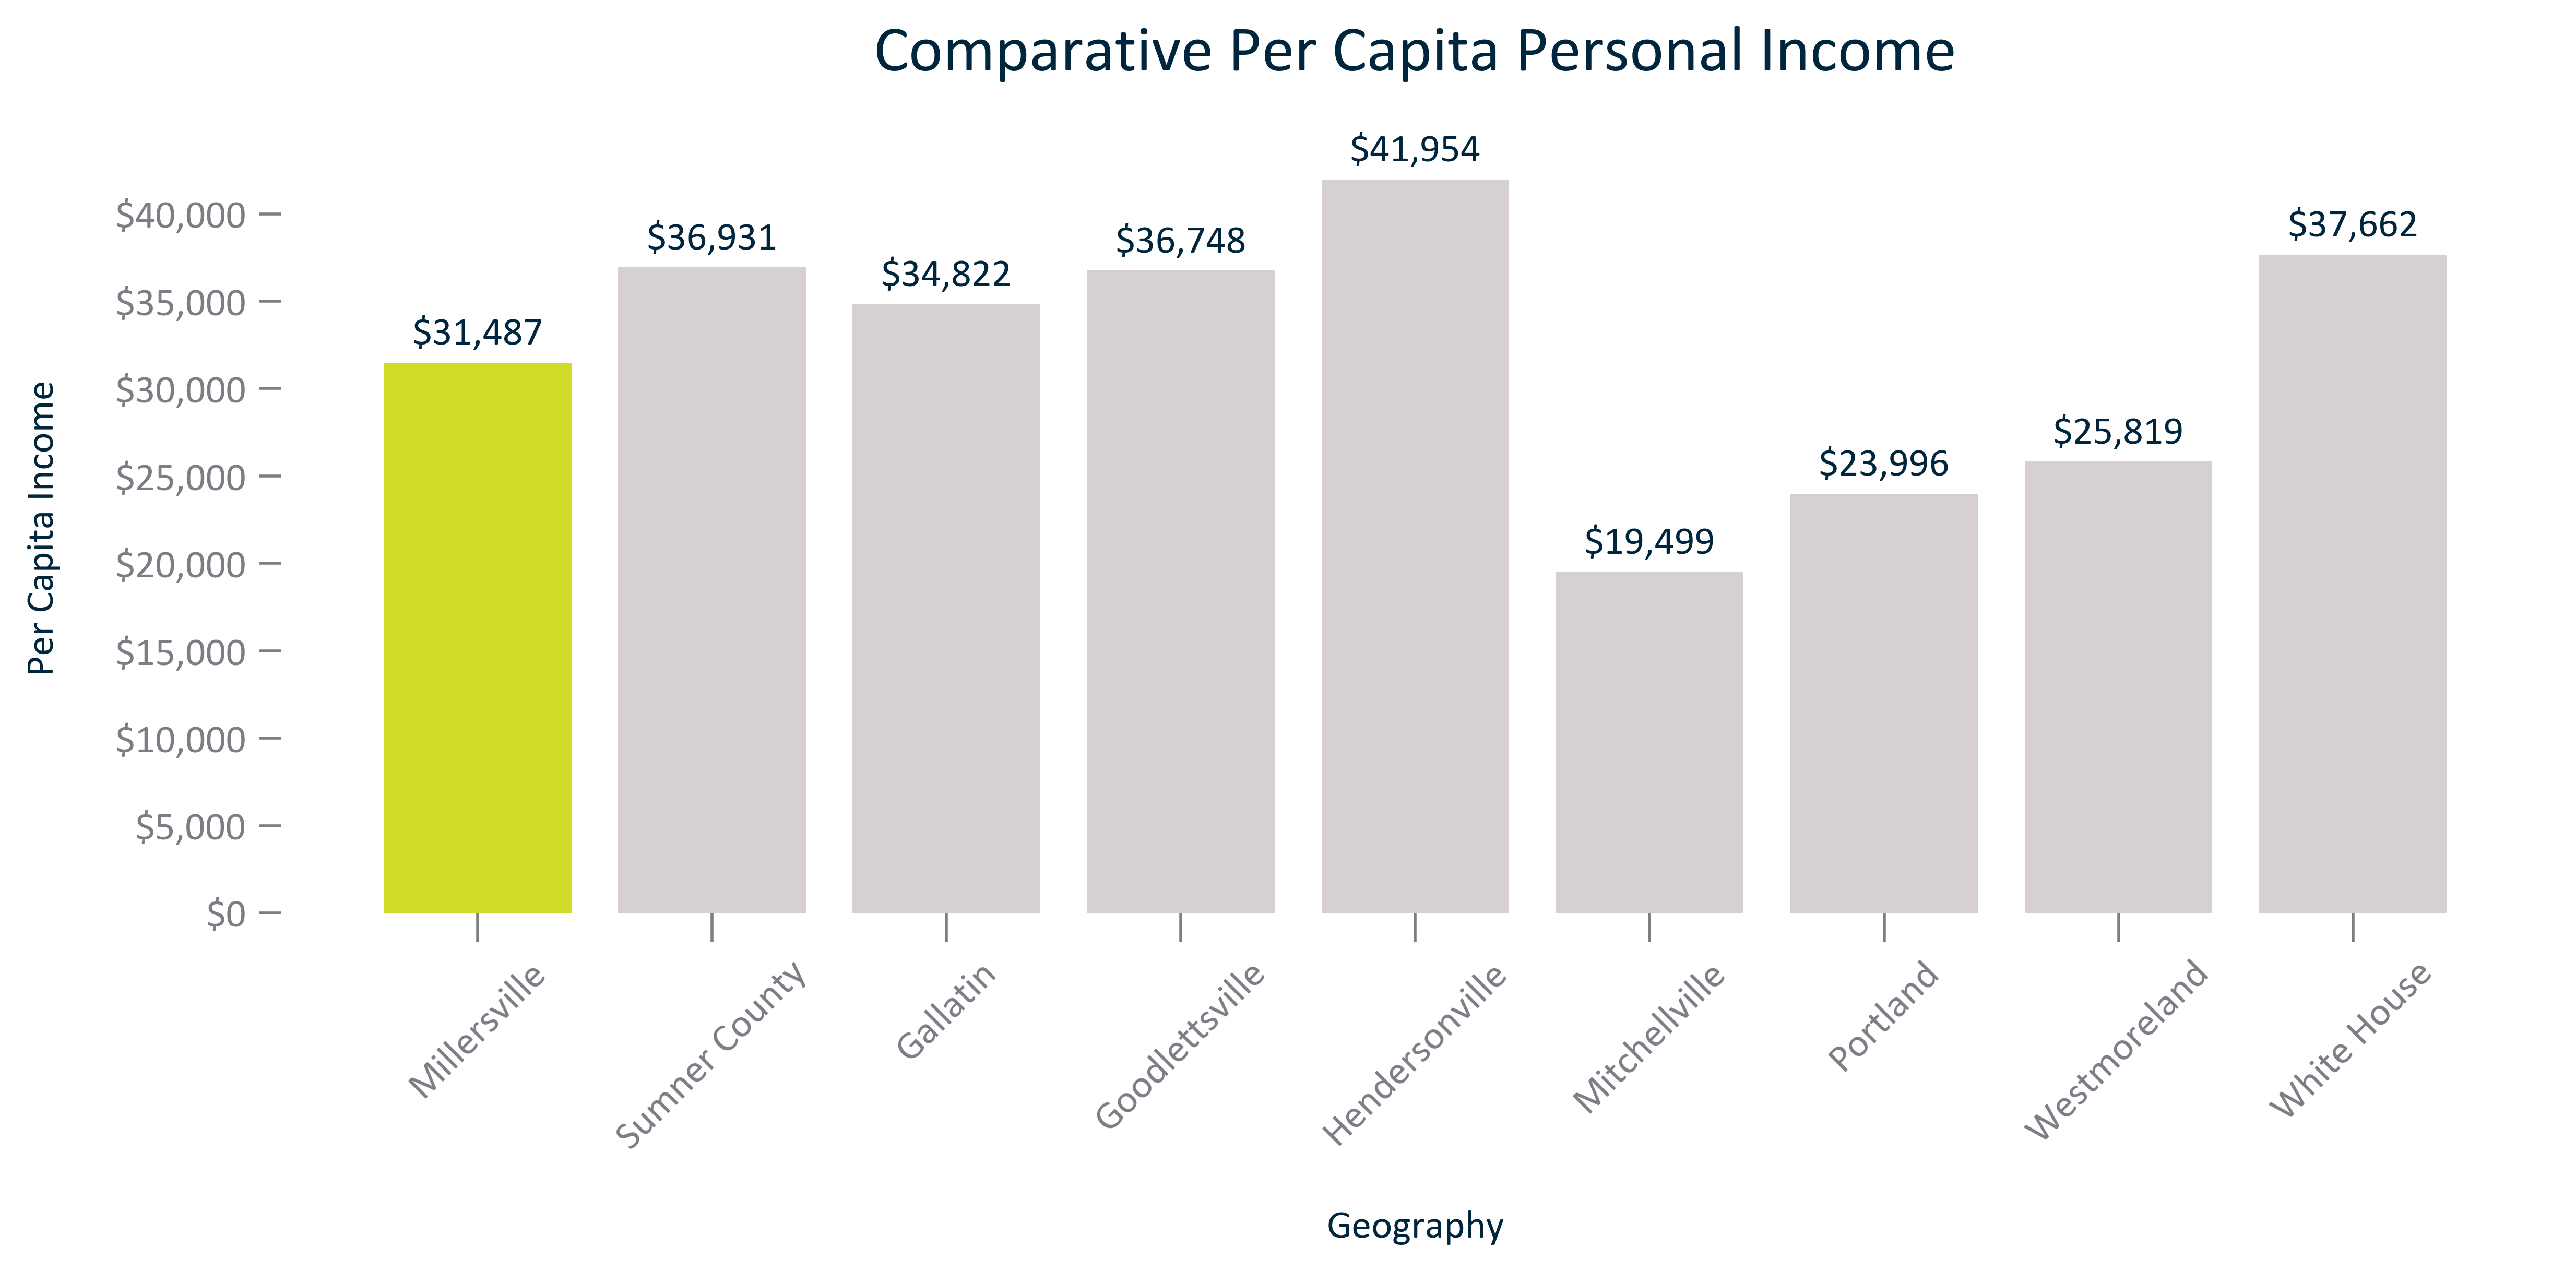 Comparative Per Capita Personal Income
Per Capita Income
$40,000
$35,000
$30,000
$25,000
$20,000
$15,000
$10,000
$5,000
$0
$31,487
$36,931
$34,822
$36,748
$41,954
$19,499
$23,996
$25,819
$37,662
Millersville
Sumner County
Gallatin
Goodlettsville
Hendersonville
Mitchellville
Portland
Westmoreland
White House
Geography